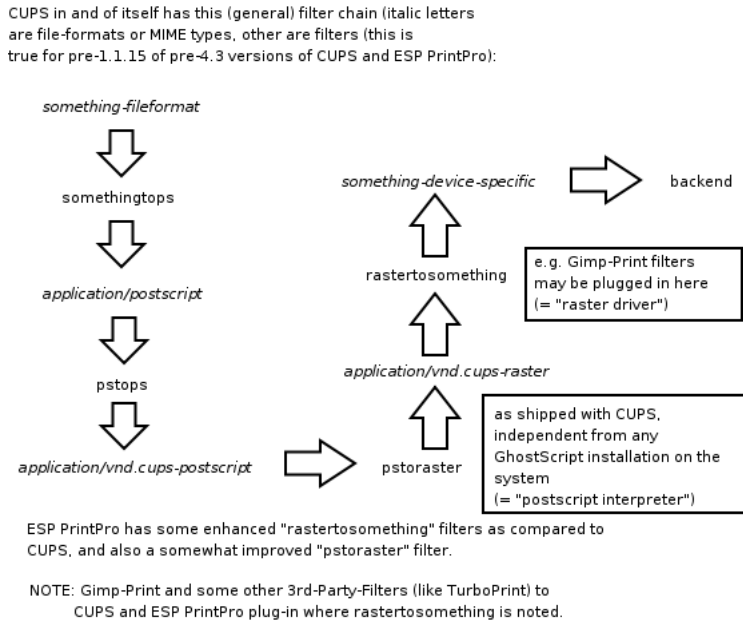 CUPS in and of itself has this (general) filter chain (italic letters
are file-formats or MIME types, other are filters (this is
true for pre-1.1.15 of pre-4.3 versions of CUPS and ESP PrintPro):
something-fileformat
somethingtops
application/postscript
pstops
application/vnd.cups-postscript
pstoraster
as shipped with CUPS,
independent from any
GhostScript installation on the
system
(= "postscript interpreter")
application/vnd.cups-raster
rastertosomething
e.g. Gimp-Print filters
may be plugged in here
(= "raster driver")
something-device-specific
backend
ESP PrintPro has some enhanced "rastertosomething" filters as compared to
CUPS, and also a somewhat improved "pstoraster" filter.
NOTE: Gimp-Print and some other 3rd-Party-Filters (like TurboPrint) to
CUPS and ESP PrintPro plug-in where rastertosomething is noted.